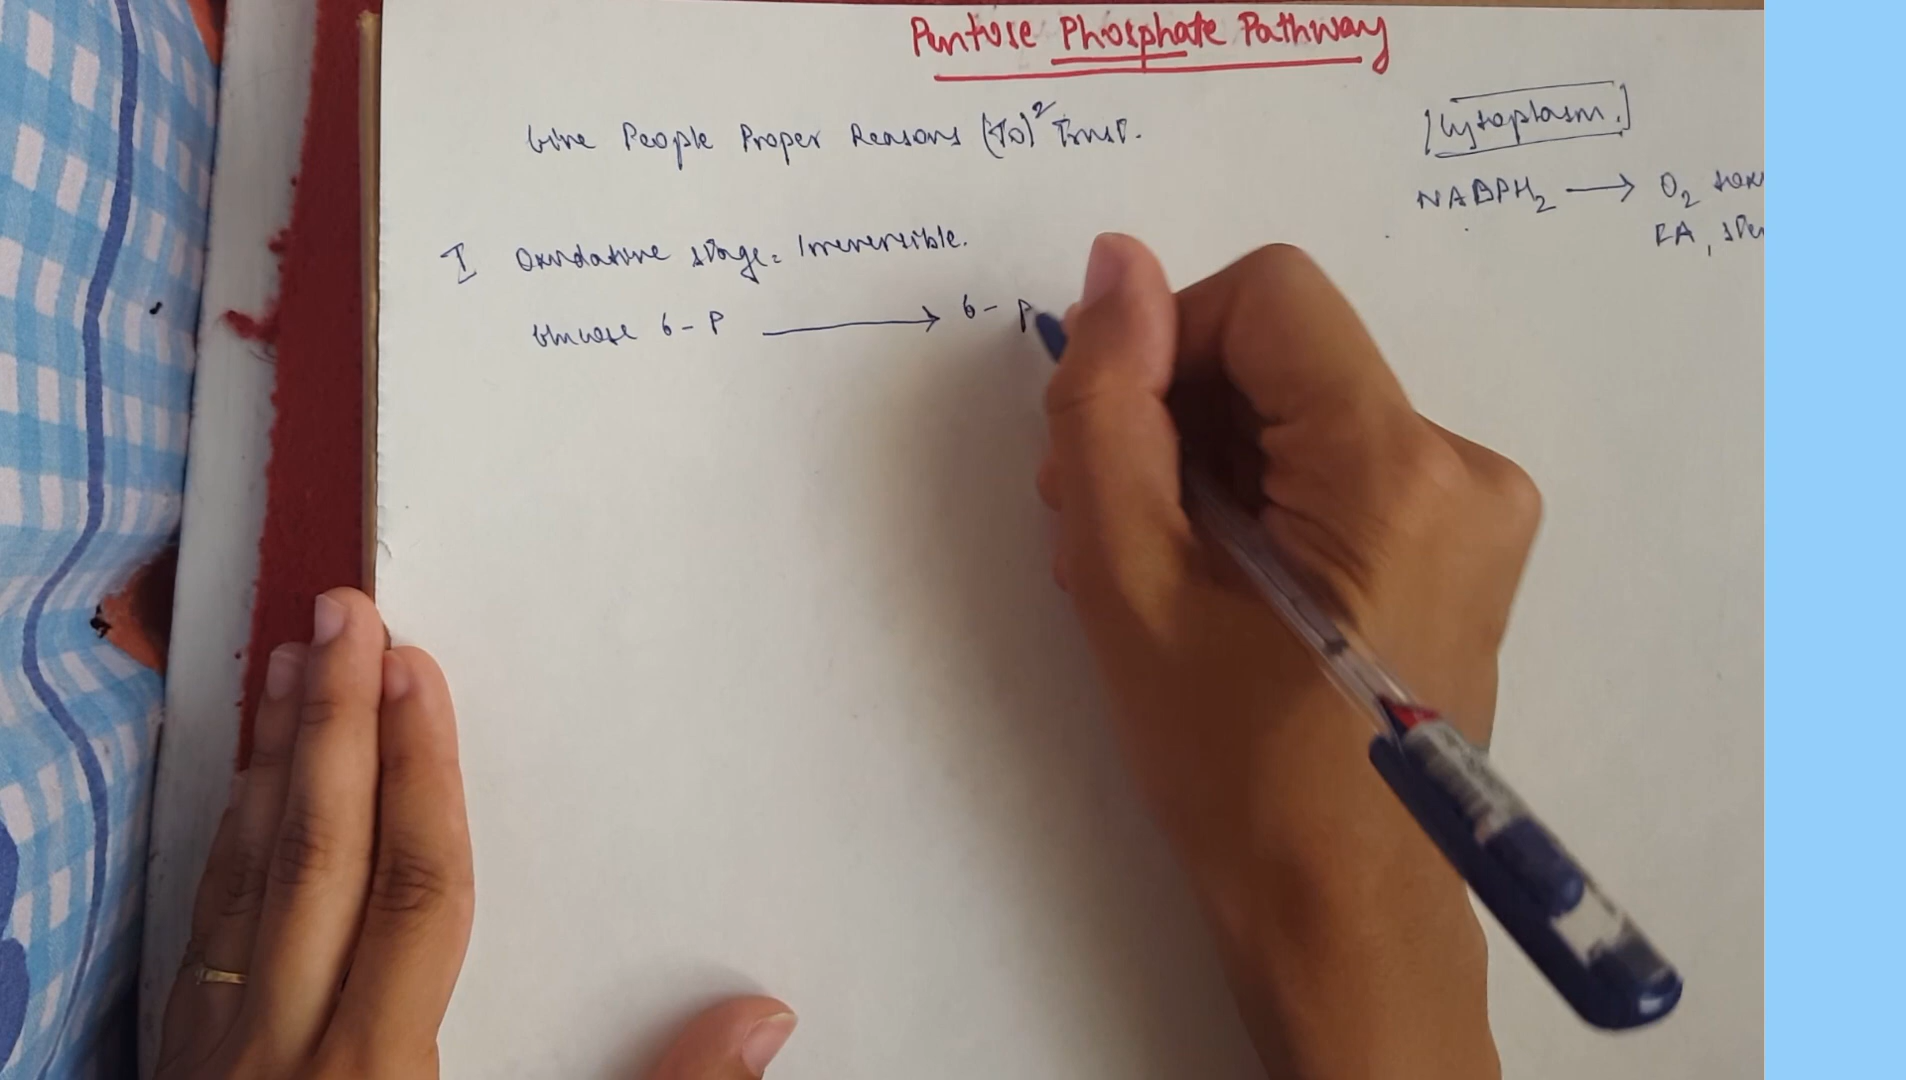 Pentose Phosphate Pathway
Give People Proper Reasons (To)² Trust.
[Cytoplasm.]
NADPH₂ → O₂
FA,
I Oxidative stage = Irreversible.
Glucose 6-P → 6-P